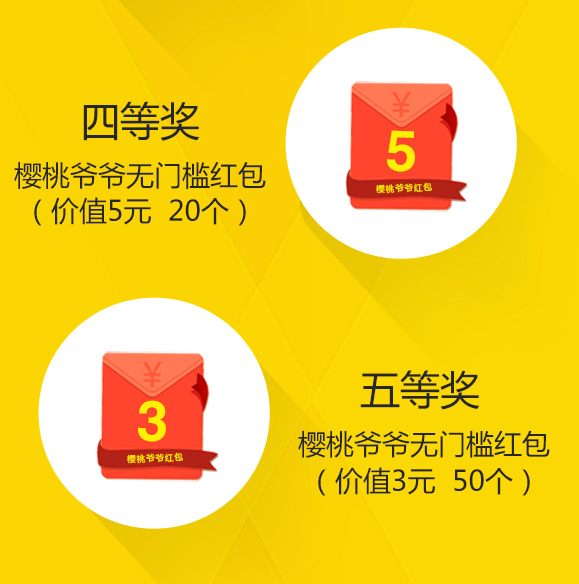 四等奖
樱桃爷爷无门槛红包
（价值5元 20个）
¥
5
樱桃爷爷红包
¥
3
樱桃爷爷红包
五等奖
樱桃爷爷无门槛红包
（价值3元 50个）